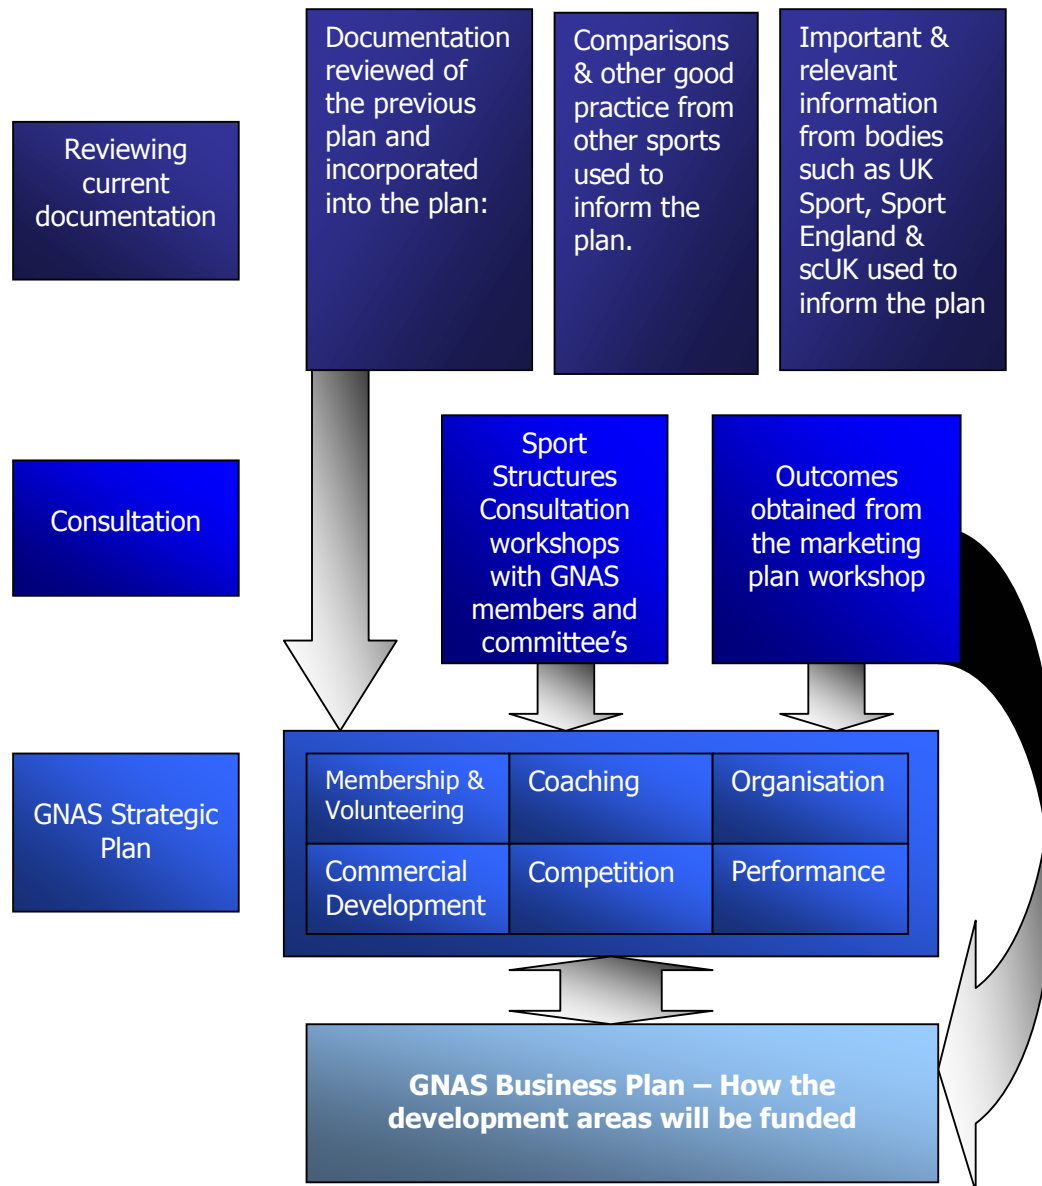 Reviewing
current
documentation
Documentation
reviewed of
the previous
plan and
incorporated
into the plan:
Comparisons
& other good
practice from
other sports
used to
inform the
plan.
Important &
relevant
information
from bodies
such as UK
Sport, Sport
England &
scUK used to
inform the plan
Consultation
Sport
Structures
Consultation
workshops
with GNAS
members and
committee’s
Outcomes
obtained from
the marketing
plan workshop
GNAS Strategic
Plan
Membership &
Volunteering
Coaching
Organisation
Commercial
Development
Competition
Performance
GNAS Business Plan – How the
development areas will be funded